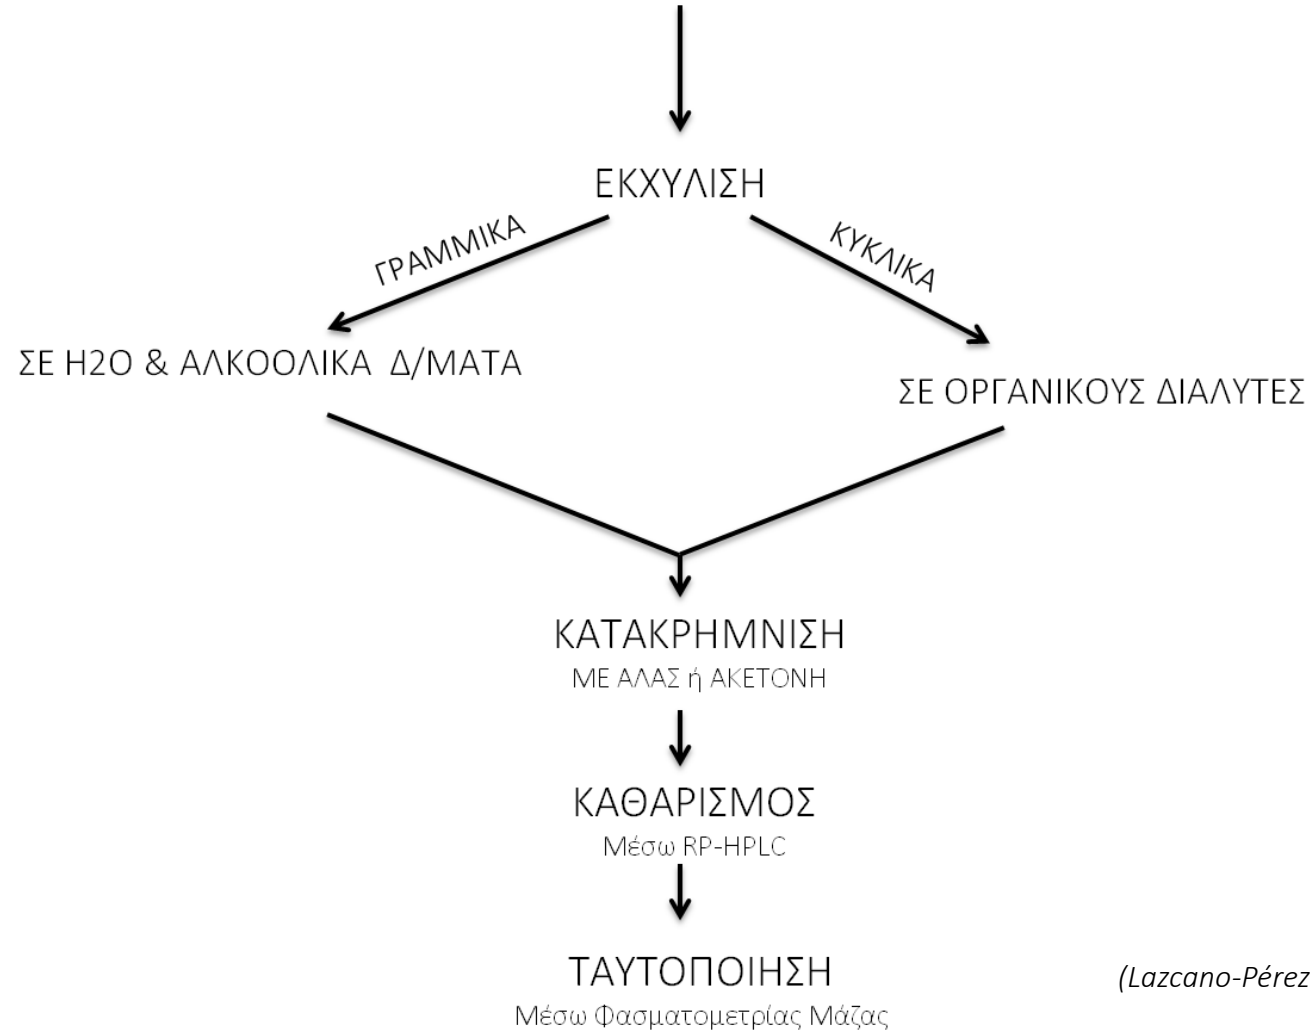 ΕΚΧΥΛΙΣΗ
ΓΡΑΜΜΙΚΑ
ΚΥΚΛΙΚΑ
ΣΕ Η2Ο & ΑΛΚΟΟΛΙΚΑ Δ/ΜΑΤΑ
ΣΕ ΟΡΓΑΝΙΚΟΥΣ ΔΙΑΛΥΤΕΣ
ΚΑΤΑΚΡΗΜΝΙΣΗ
ΜΕ ΑΛΑΣ ή ΑΚΕΤΟΝΗ
ΚΑΘΑΡΙΣΜΟΣ
Μέσω RP-HPLC
ΤΑΥΤΟΠΟΙΗΣΗ
Μέσω Φασματομετρίας Μάζας
(Lazcano-Pérez